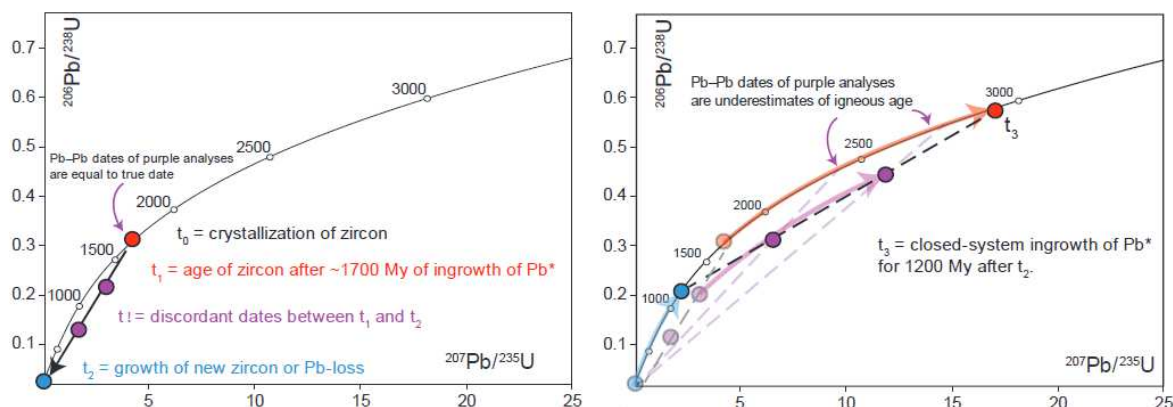 0.7
0.6
0.5
0.4
0.3
0.2
0.1
²⁰⁶Pb/²³⁸U
3000
2500
2000
1500
1000
Pb–Pb dates of purple analyses
are equal to true date
t₀ = crystallization of zircon
t₁ = age of zircon after ~1700 My of ingrowth of Pb*
t ! = discordant dates between t₁ and t₂
t₂ = growth of new zircon or Pb-loss
²⁰⁷Pb/²³⁵U
5
10
15
20
25
0.7
0.6
0.5
0.4
0.3
0.2
0.1
²⁰⁶Pb/²³⁸U
Pb–Pb dates of purple analyses
are underestimates of igneous age
3000
t₃
2500
2000
1500
1000
t₃ = closed-system ingrowth of Pb*
for 1200 My after t₂.
²⁰⁷Pb/²³⁵U
5
10
15
20
25